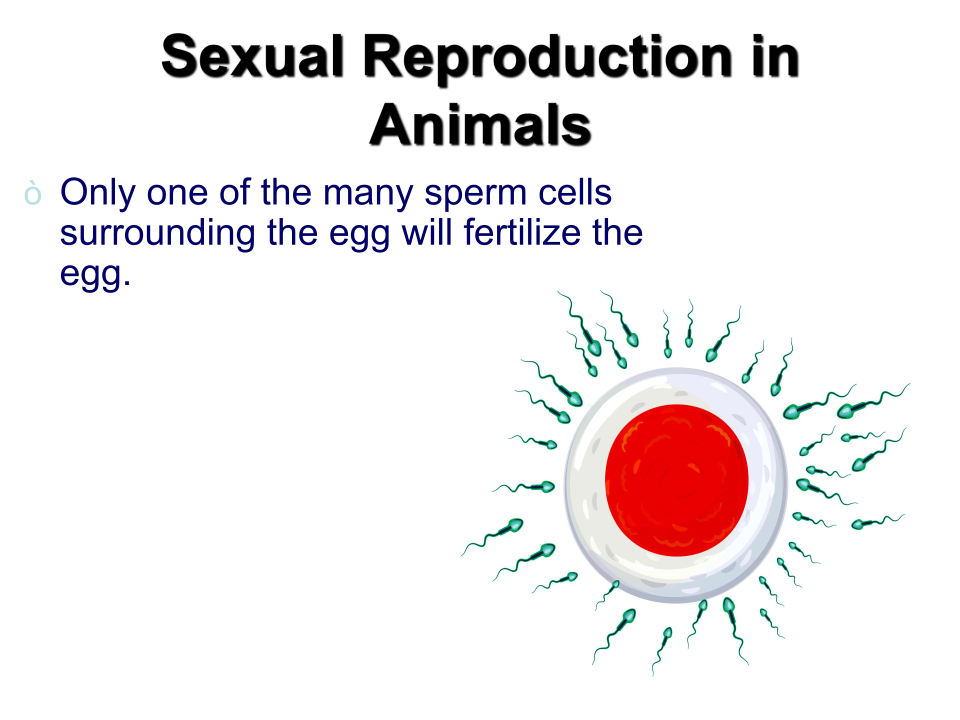 Sexual Reproduction in
Animals
ò Only one of the many sperm cells
surrounding the egg will fertilize the
egg.